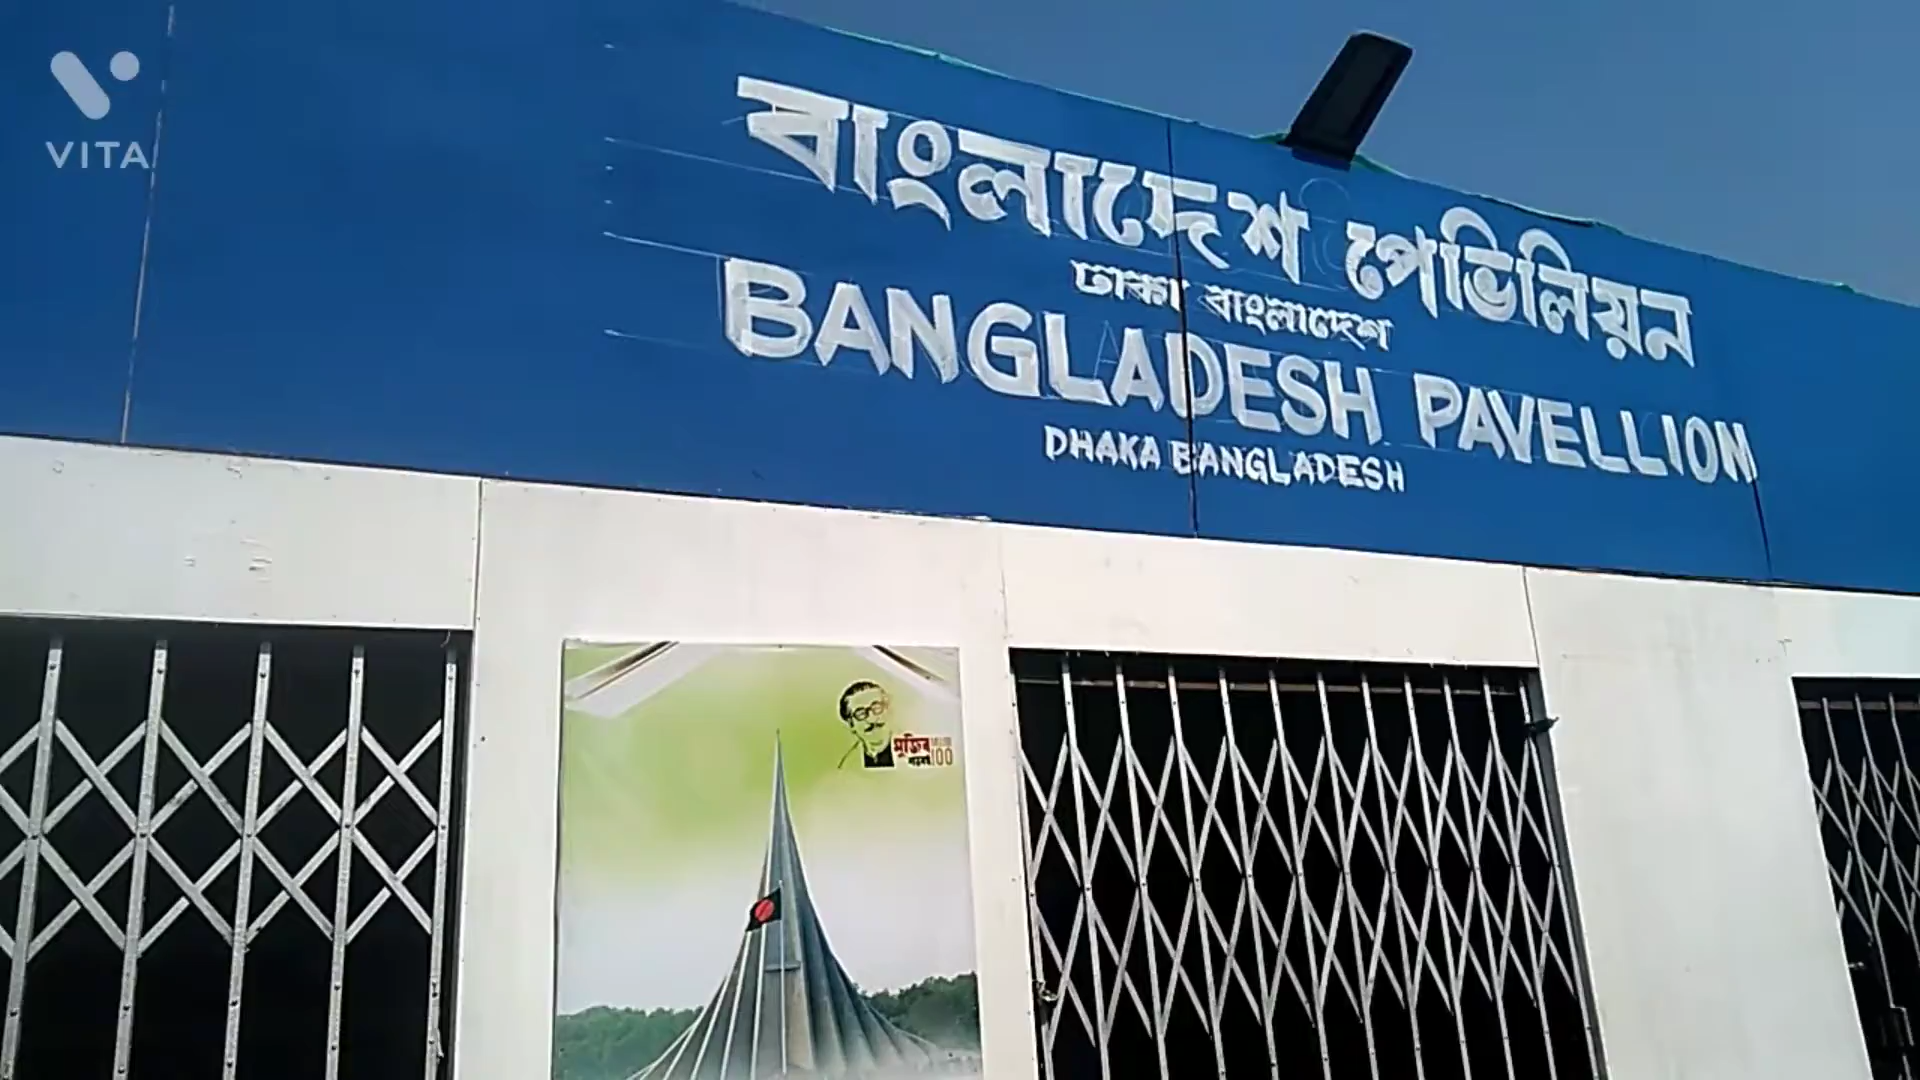 VITA
বাংলাদেশ পেভিলিয়ন
ঢাকা বাংলাদেশ
BANGLADESH PAVELLION
DHAKA BANGLADESH
মুজিব
100